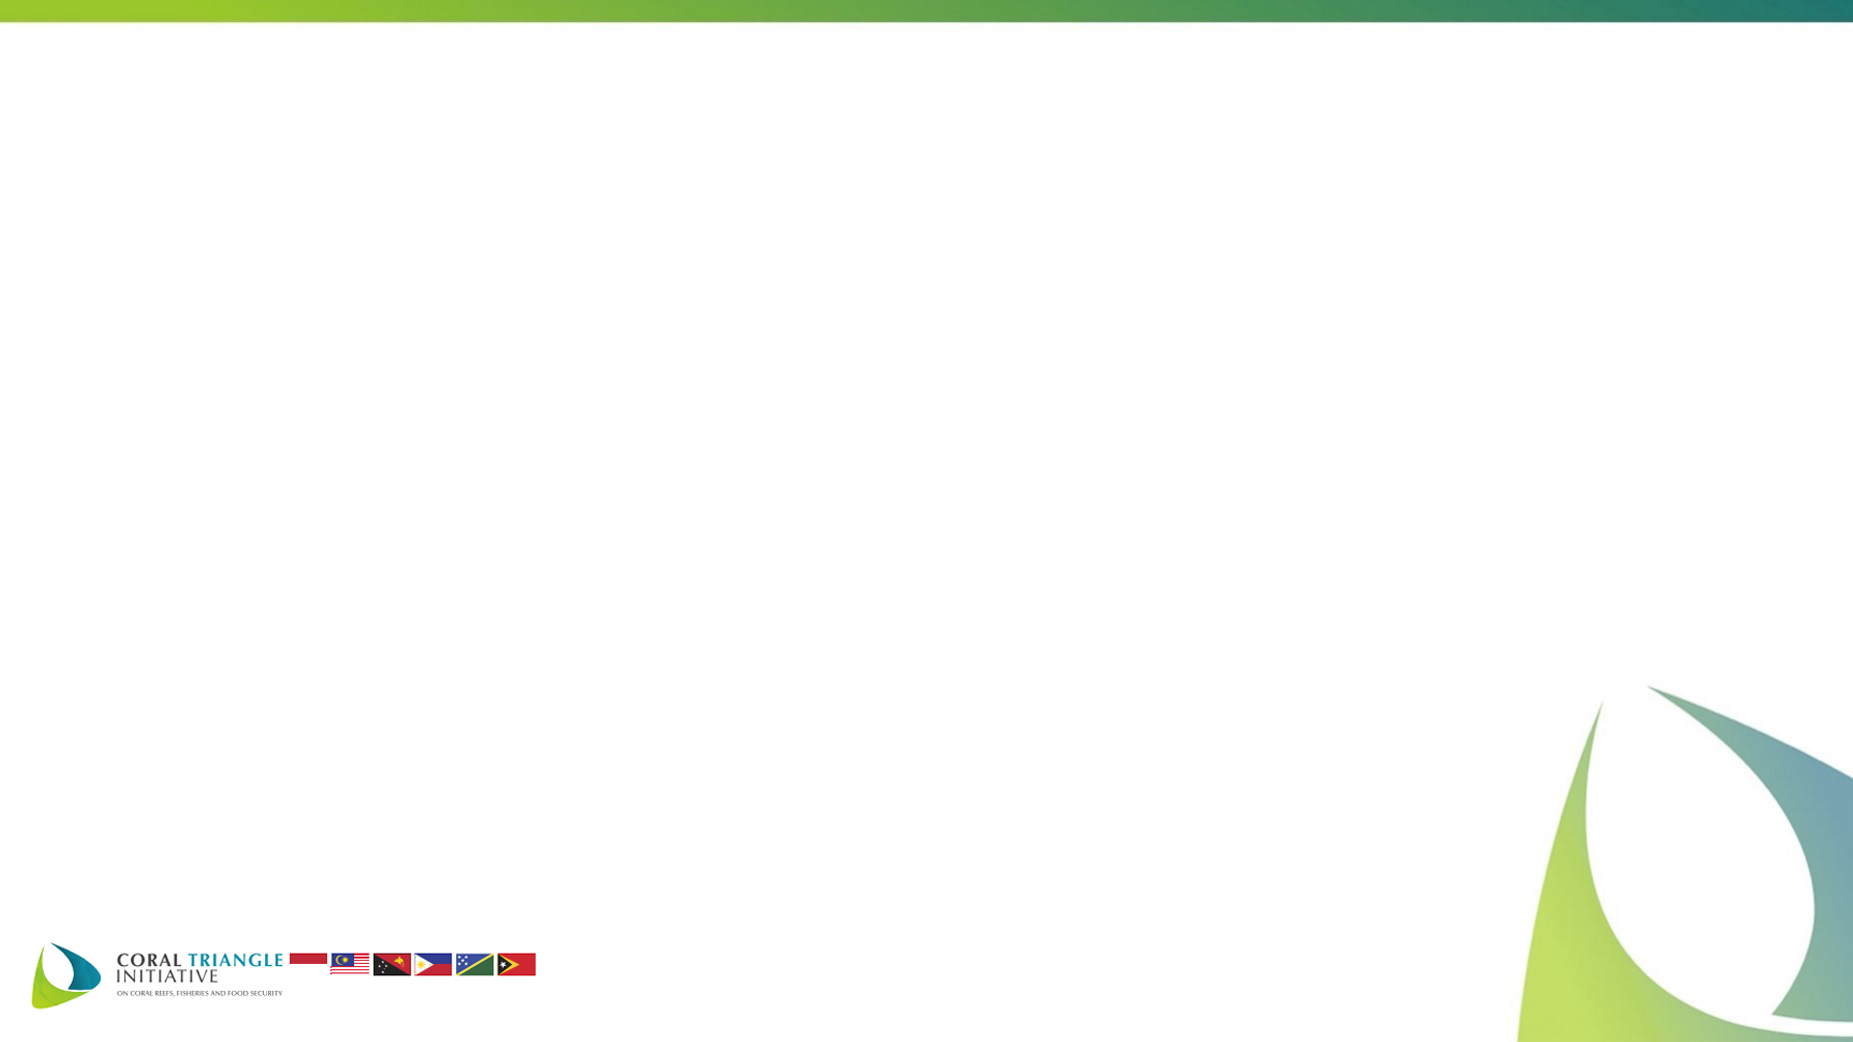 CORAL TRIANGLE
INITIATIVE
ON CORAL REEFS, FISHERIES AND FOOD SECURITY